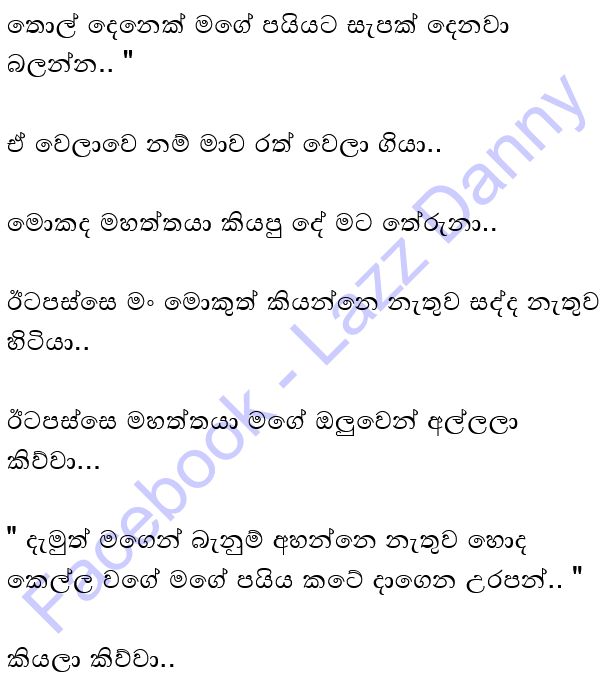 තොල් දෙනෙක් මගේ පයියට සැපක් දෙනවා
බලන්න.. "
ඒ වෙලාවෙ නම් මාව රත් වෙලා ගියා..
මොකද මහත්තයා කියපු දේ මට තේරුනා..
ඊටපස්සෙ මං මොකුත් කියන්නෙ නැතුව සද්ද නැතුව
හිටියා..
ඊටපස්සෙ මහත්තයා මගේ ඔලුවෙන් අල්ලලා
කිව්වා...
" දැමුත් මගෙන් බැනුම් අහන්නෙ නැතුව හොද
කෙල්ල වගේ මගේ පයිය කටේ දාගෙන උරපන්.. "
කියලා කිව්වා..
Facebook - Lazz Danny